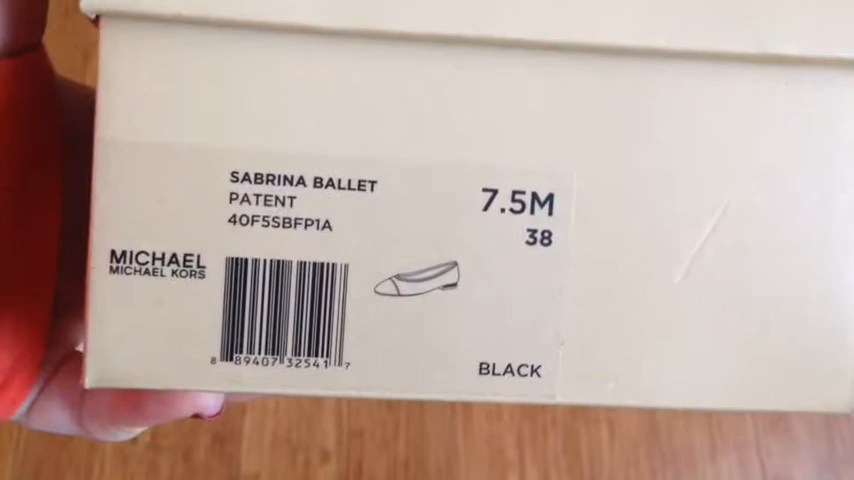 SABRINA BALLET
PATENT
40F5SBFP1A
7.5M
38
MICHAEL
MICHAEL KORS
8 89407 32541 7
BLACK